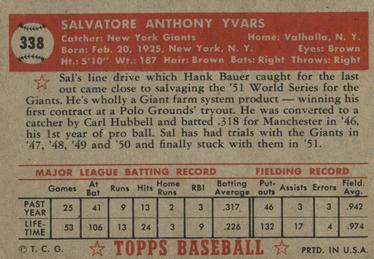 338
SALVATORE ANTHONY YVARS
Catcher: New York Giants Home: Valhalla, N. Y.
Born: Feb. 20, 1925, New York, N. Y. Eyes: Brown
Ht: 5'10" Wt: 187 Hair: Brown Bats: Right Throws: Right
Sal's line drive which Hank Bauer caught for the last
out came close to salvaging the '51 World Series for the
Giants. He's wholly a Giant farm system product — winning
his first contract at a Polo Grounds' tryout. He was converted to a
catcher by Carl Hubbell and batted .318 for Manchester in '46,
his 1st year of pro ball. Sal has had trials with the Giants in
'47, '48, '49 and '50 and finally stuck with them in '51.
MAJOR LEAGUE BATTING RECORD FIELDING RECORD
Games At Bat Runs Hits Home Runs RBI Batting Average Put-outs Assists Errors Field. Avg.
PAST YEAR 25 41 9 13 2 3 .317 46 3 3 .942
LIFE-TIME 53 106 13 24 3 7 .226 132 15 4 .974
© T. C. G. TOPPS BASEBALL PRTD. IN U.S.A.